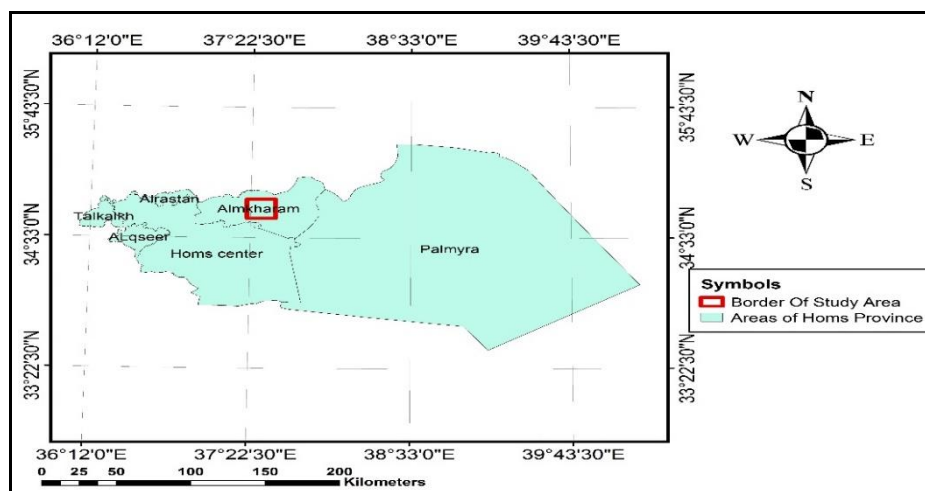 36°12'0"E 37°22'30"E 38°33'0"E 39°43'30"E
35°43'30"N
35°43'30"N
N
W E
S
Alrastan
Almkharam
Talkalkh
34°33'0"N
34°33'0"N
ALqseer
Homs center
Palmyra
Symbols
Border Of Study Area
Areas of Homs Province
33°22'30"N
33°22'30"N
36°12'0"E 37°22'30"E 38°33'0"E 39°43'30"E
0 25 50 100 150 200
Kilometers